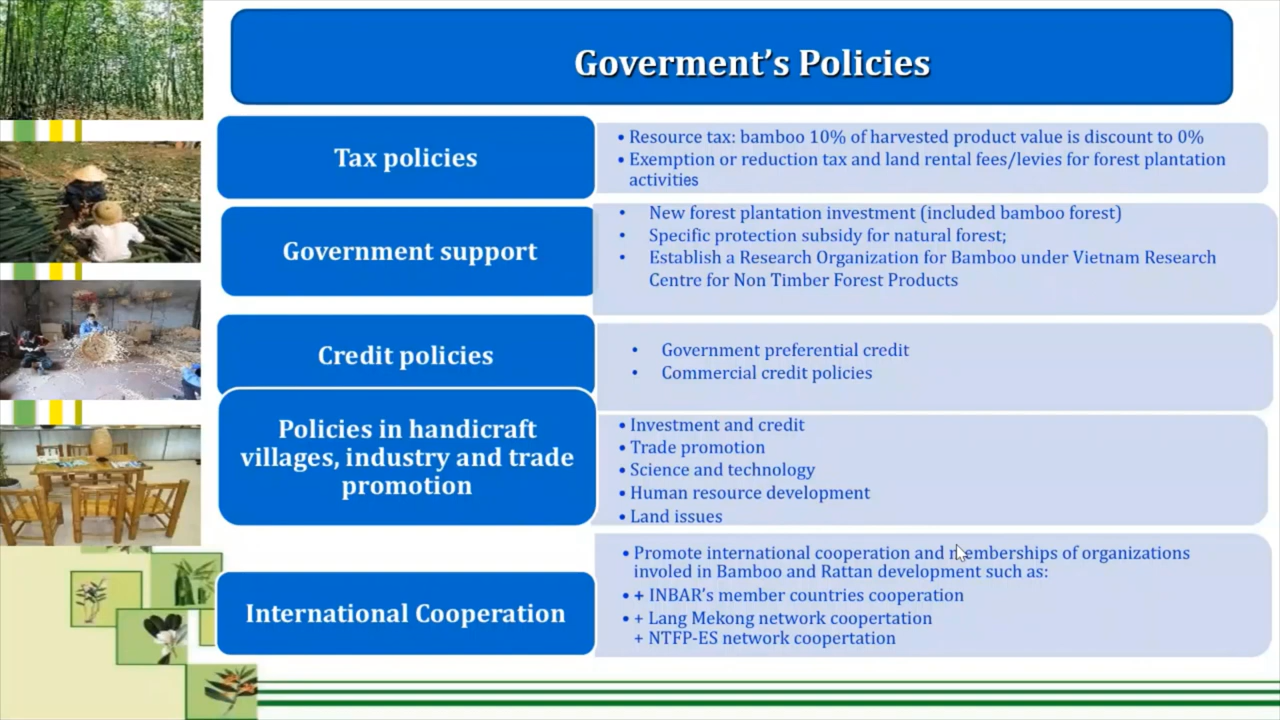 Goverment's Policies
Tax policies
• Resource tax: bamboo 10% of harvested product value is discount to 0%
• Exemption or reduction tax and land rental fees/levies for forest plantation
activities
Government support
• New forest plantation investment (included bamboo forest)
• Specific protection subsidy for natural forest;
• Establish a Research Organization for Bamboo under Vietnam Research
Centre for Non Timber Forest Products
Credit policies
• Government preferential credit
• Commercial credit policies
Policies in handicraft
villages, industry and trade
promotion
• Investment and credit
• Trade promotion
• Science and technology
• Human resource development
• Land issues
International Cooperation
• Promote international cooperation and memberships of organizations
involed in Bamboo and Rattan development such as:
• + INBAR's member countries cooperation
• + Lang Mekong network coopertation
+ NTFP-ES network coopertation